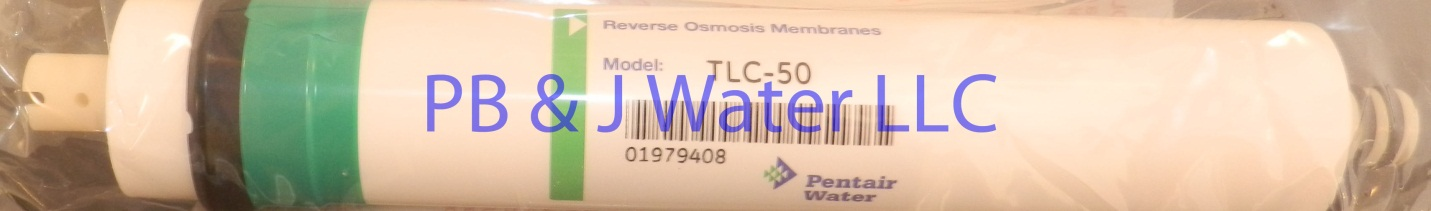 Reverse Osmosis Membranes
Model: TLC-50
PB & J Water LLC
01979408
Pentair
Water